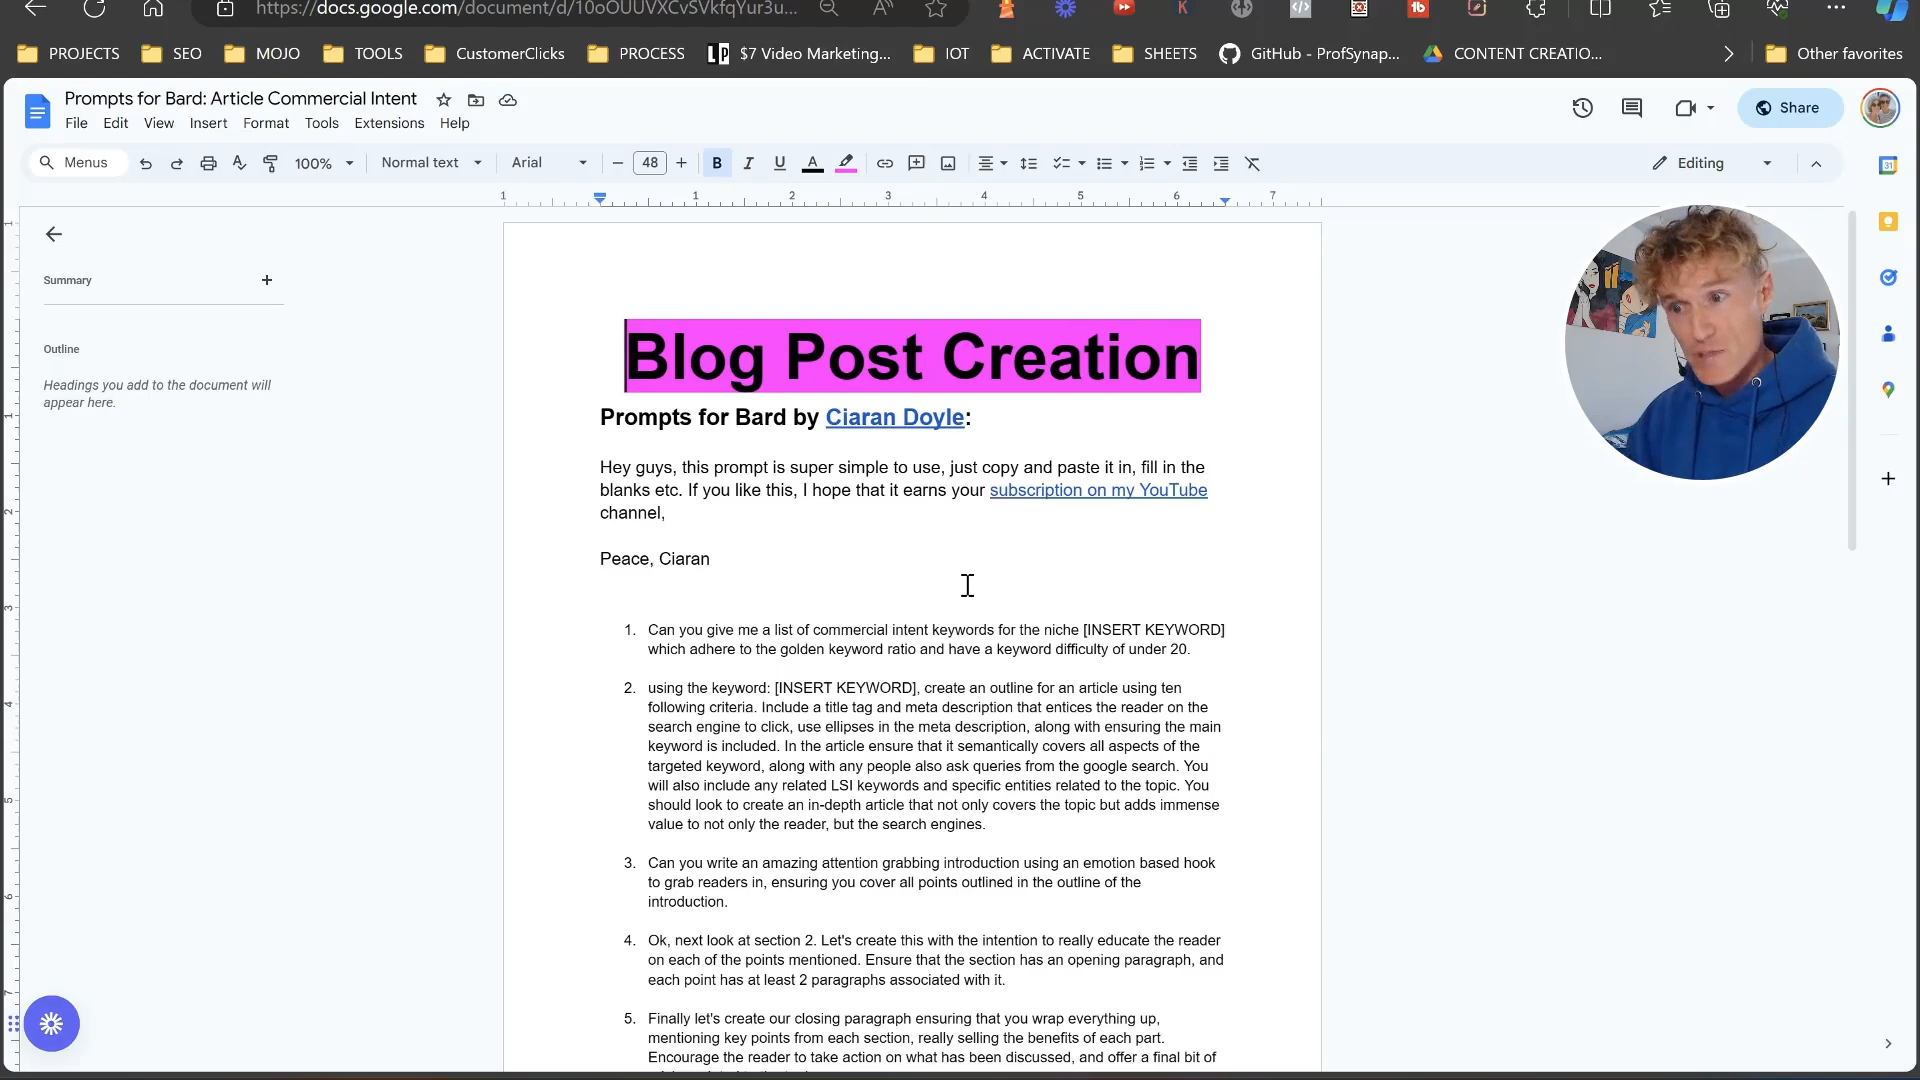 https://docs.google.com/document/d/10oOUUVXCvSVkfqYur3u...
PROJECTS SEO MOJO TOOLS CustomerClicks PROCESS $7 Video Marketing... IOT ACTIVATE SHEETS GitHub - ProfSynap... CONTENT CREATIO... Other favorites
Prompts for Bard: Article Commercial Intent
File Edit View Insert Format Tools Extensions Help
Share
Menus 100% Normal text Arial 48 Editing
1 1 2 3 4 5 6 7
Summary
Outline
Headings you add to the document will
appear here.
Blog Post Creation
Prompts for Bard by Ciaran Doyle:
Hey guys, this prompt is super simple to use, just copy and paste it in, fill in the
blanks etc. If you like this, I hope that it earns your subscription on my YouTube
channel,
Peace, Ciaran
1. Can you give me a list of commercial intent keywords for the niche [INSERT KEYWORD]
which adhere to the golden keyword ratio and have a keyword difficulty of under 20.
2. using the keyword: [INSERT KEYWORD], create an outline for an article using ten
following criteria. Include a title tag and meta description that entices the reader on the
search engine to click, use ellipses in the meta description, along with ensuring the main
keyword is included. In the article ensure that it semantically covers all aspects of the
targeted keyword, along with any people also ask queries from the google search. You
will also include any related LSI keywords and specific entities related to the topic. You
should look to create an in-depth article that not only covers the topic but adds immense
value to not only the reader, but the search engines.
3. Can you write an amazing attention grabbing introduction using an emotion based hook
to grab readers in, ensuring you cover all points outlined in the outline of the
introduction.
4. Ok, next look at section 2. Let's create this with the intention to really educate the reader
on each of the points mentioned. Ensure that the section has an opening paragraph, and
each point has at least 2 paragraphs associated with it.
5. Finally let's create our closing paragraph ensuring that you wrap everything up,
mentioning key points from each section, really selling the benefits of each part.
Encourage the reader to take action on what has been discussed, and offer a final bit of